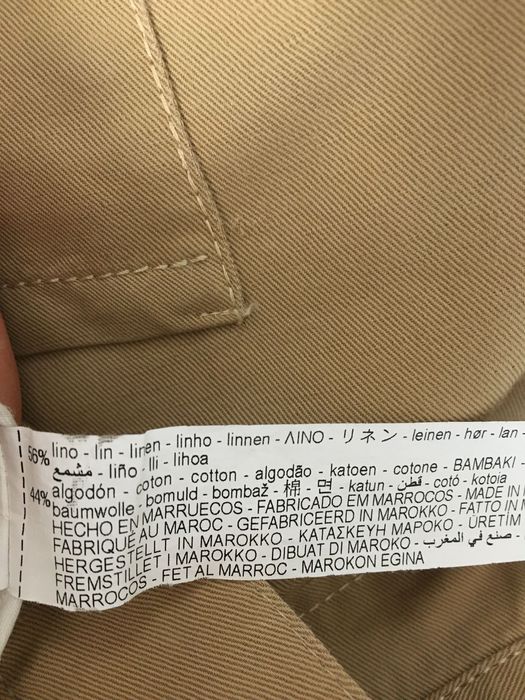 56% lino - lin - linen - linho - linnen - ΛΙΝΟ - リネン - leinen - hør - lan -
مشمع - liño - lli - lihoa
44% algodón - coton - cotton - algodão - katoen - cotone - BAMBAKI -
baumwolle - bomuld - bombaž - 棉 - 면 - katun - قطن - cotó - kotoia
HECHO EN MARRUECOS - FABRICADO EM MARROCOS - MADE IN
FABRIQUÉ AU MAROC - GEFABRICEERD IN MAROKKO - FATTO IN
HERGESTELLT IN MAROKKO - ΚΑΤΑΣΚΕΥΗ ΜΑΡΟΚΟ - ÜRETIM
FREMSTILLET I MAROKKO - DIBUAT DI MAROKO - صنع في المغرب -
MARROCOS - FET AL MARROC - MAROKON EGINA